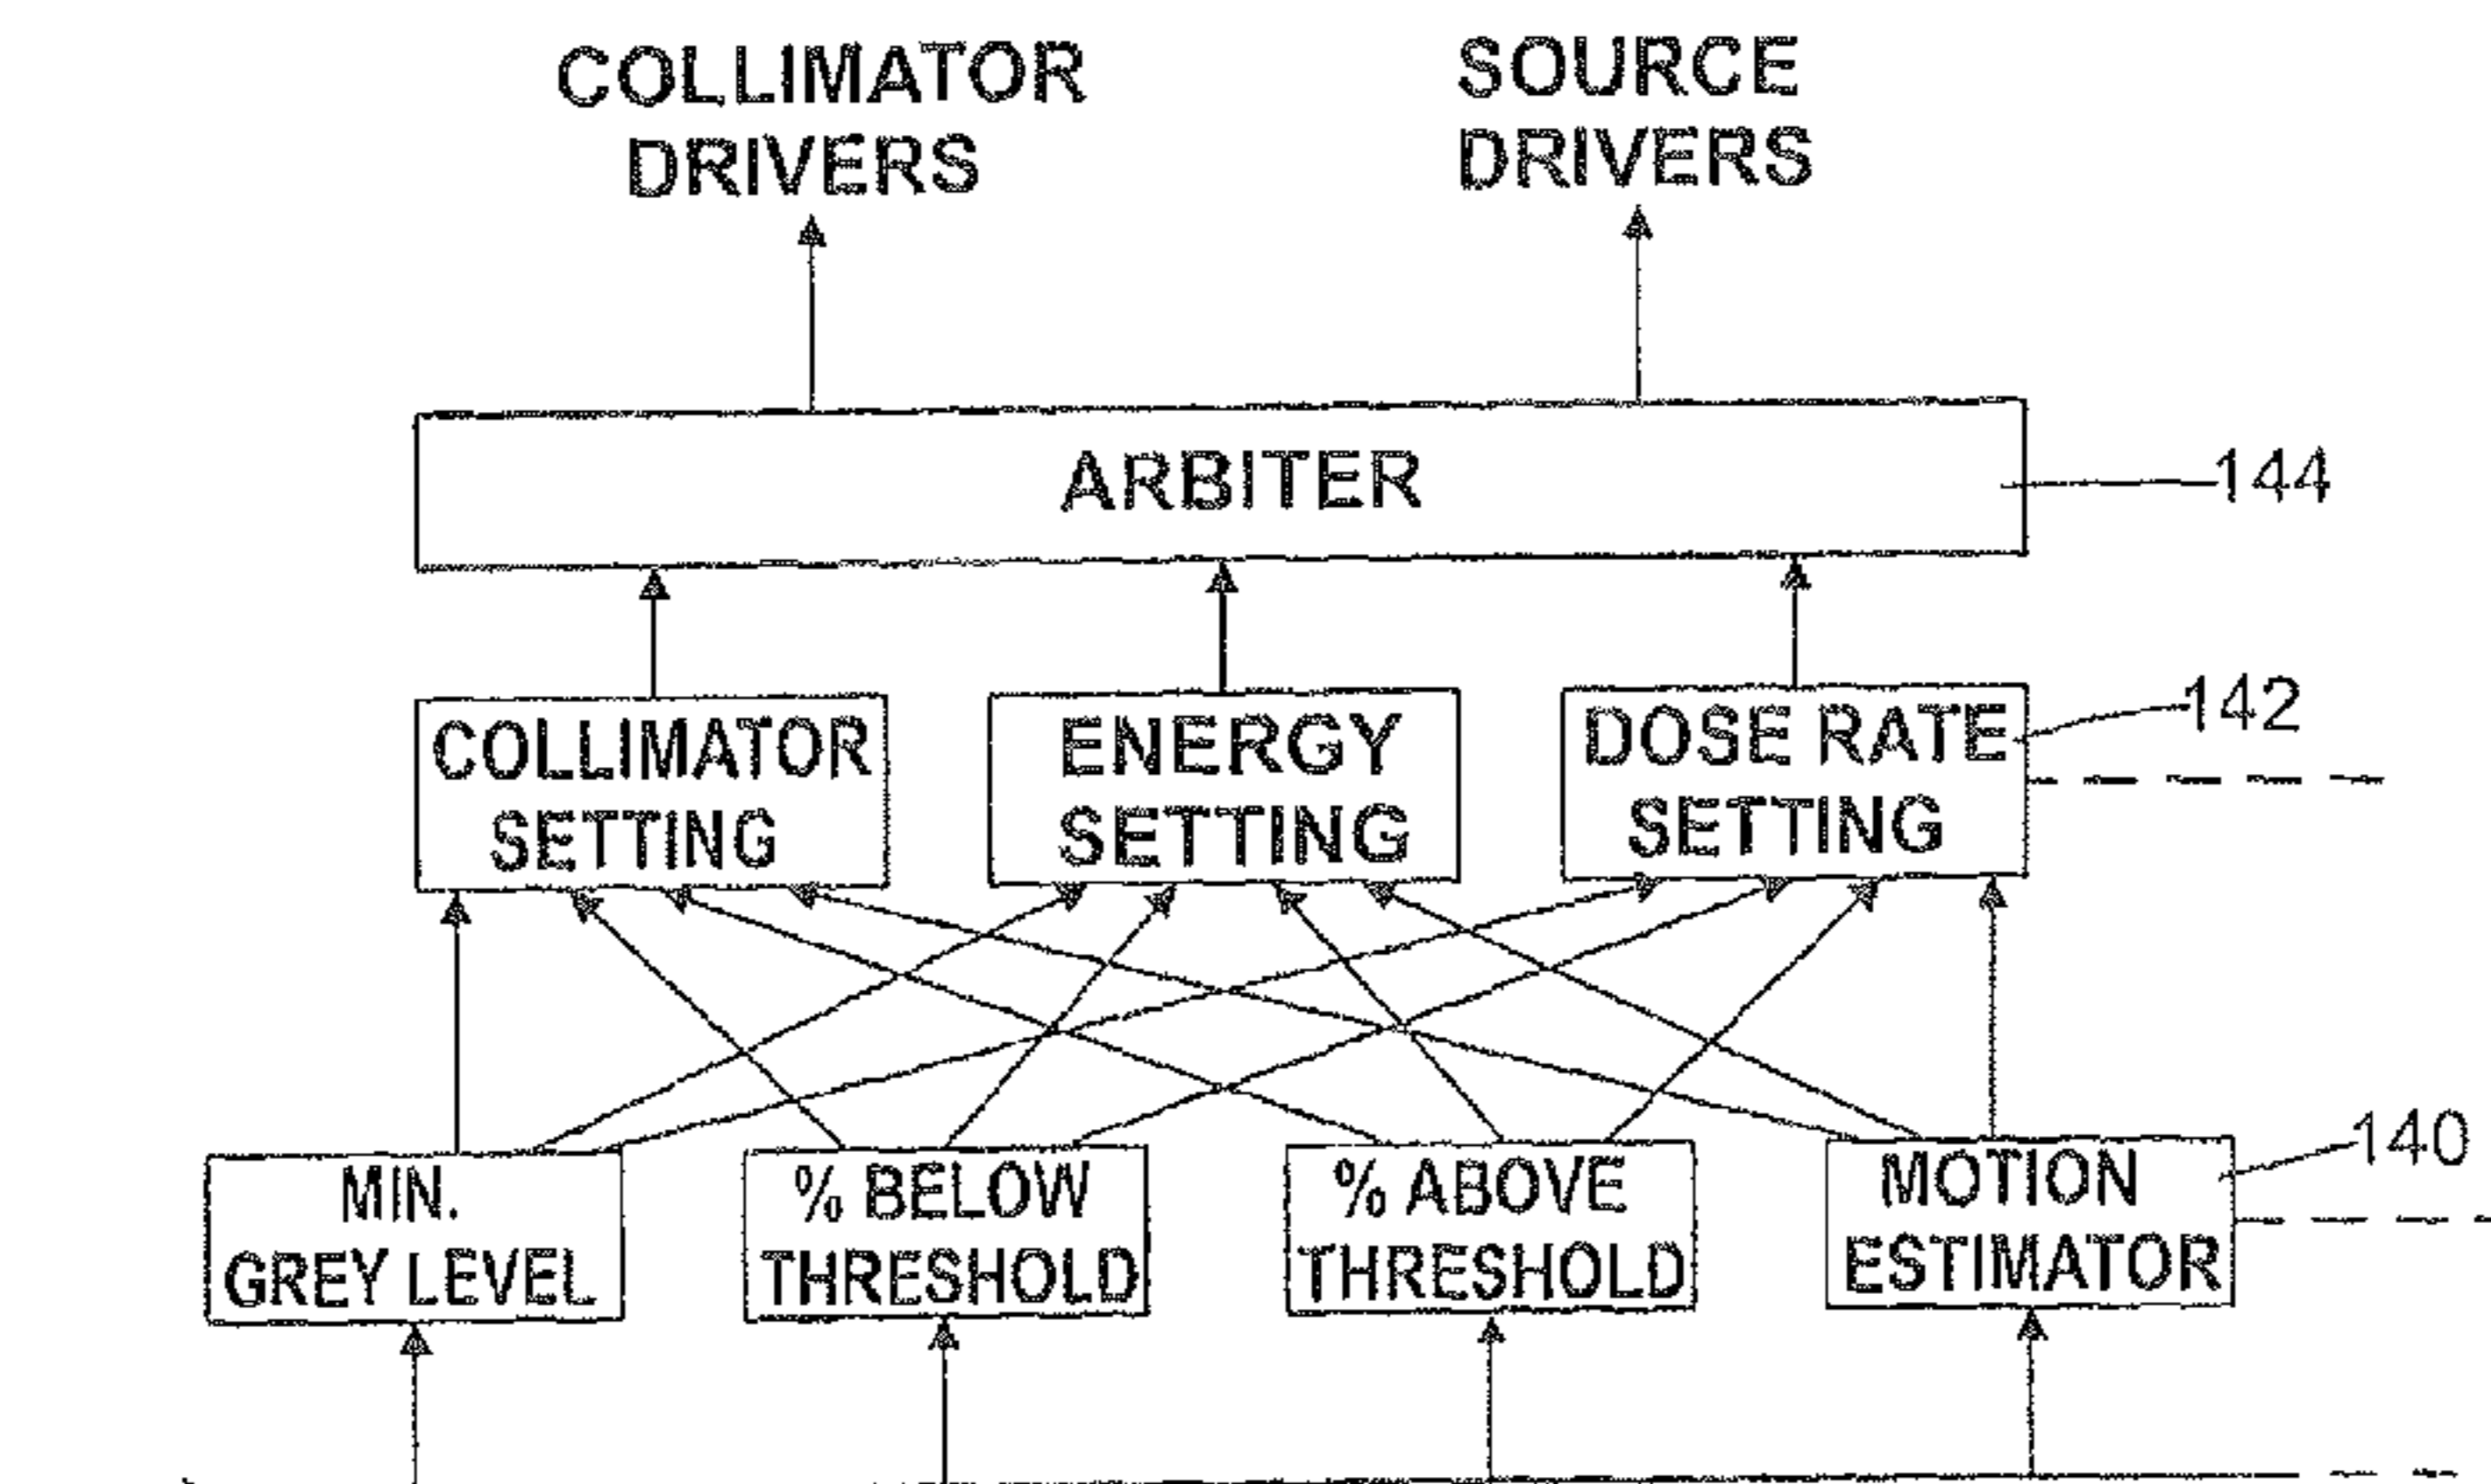 COLLIMATOR
DRIVERS
SOURCE
DRIVERS
ARBITER
144
COLLIMATOR
SETTING
ENERGY
SETTING
DOSE RATE
SETTING
142
MIN.
GREY LEVEL
% BELOW
THRESHOLD
% ABOVE
THRESHOLD
MOTION
ESTIMATOR
140